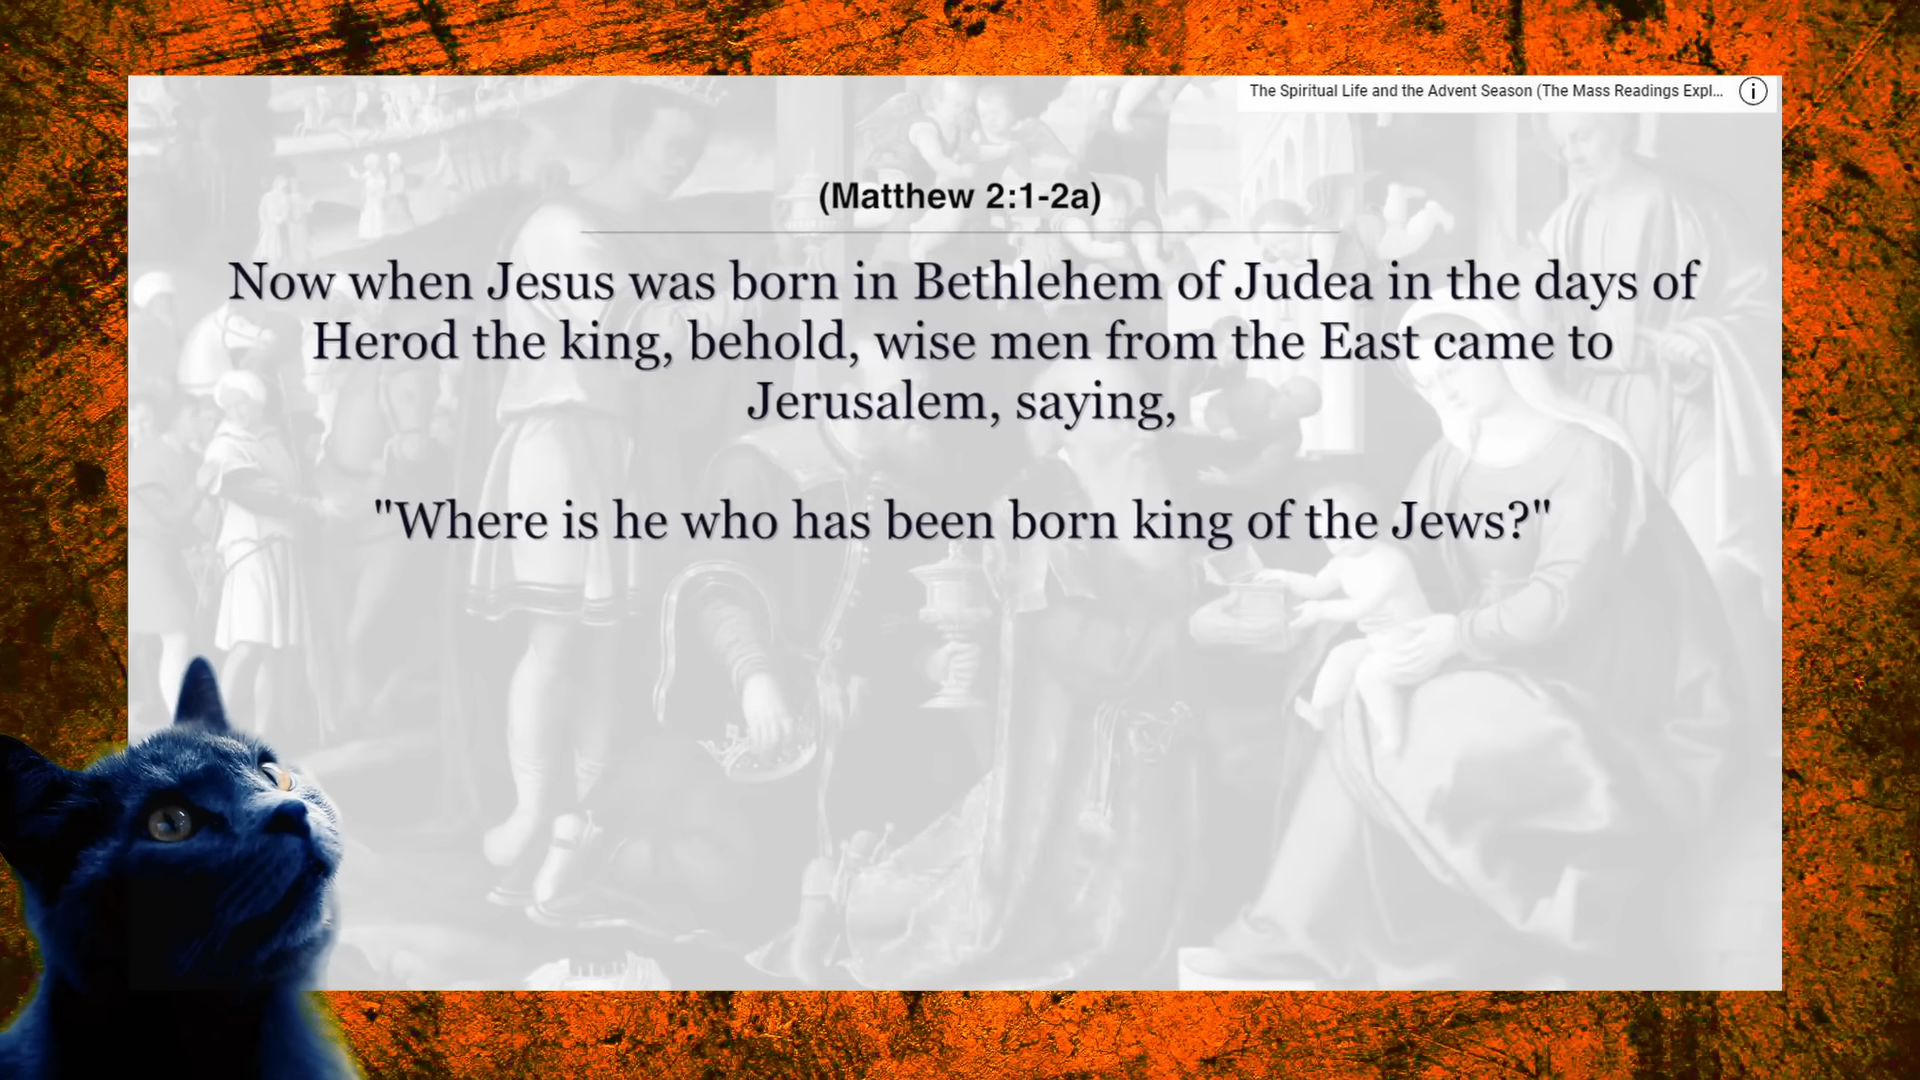 The Spiritual Life and the Advent Season (The Mass Readings Expl...
(Matthew 2:1-2a)
Now when Jesus was born in Bethlehem of Judea in the days of
Herod the king, behold, wise men from the East came to
Jerusalem, saying,
"Where is he who has been born king of the Jews?"